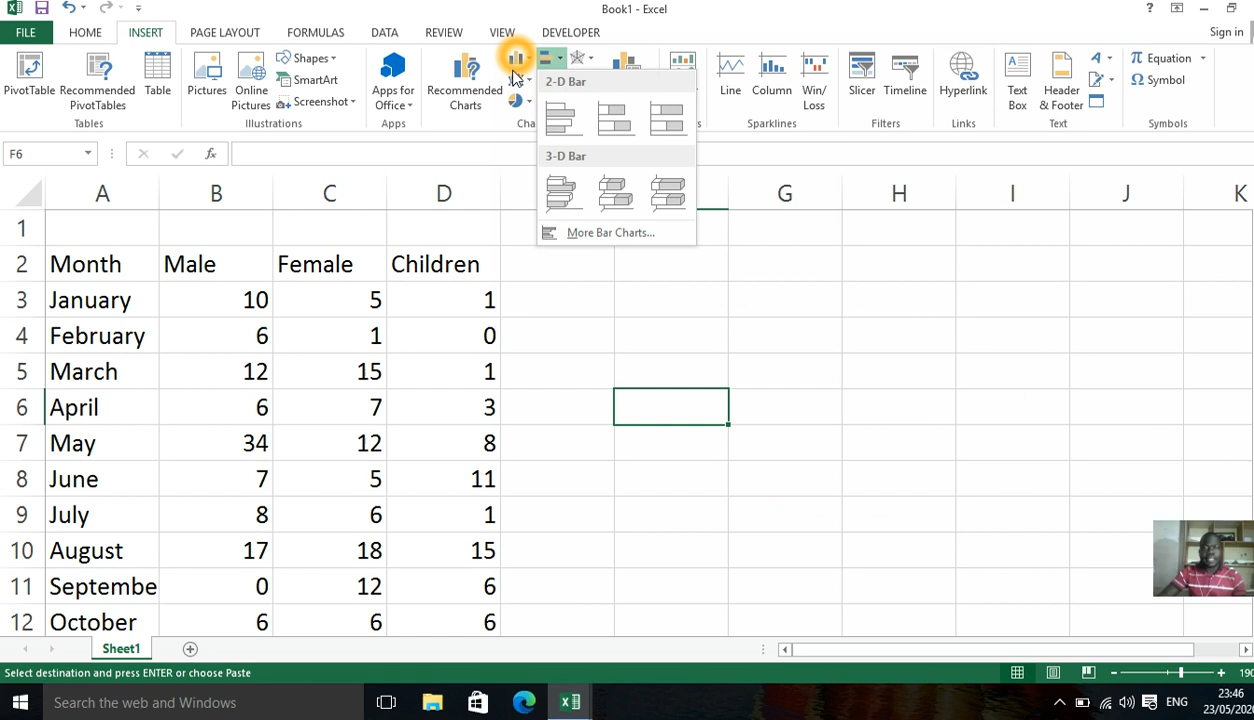 Book1 - Excel
?
FILE
HOME
INSERT
PAGE LAYOUT
FORMULAS
DATA
REVIEW
VIEW
DEVELOPER
Sign in
PivotTable
Recommended
PivotTables
Table
Tables
Pictures
Online
Pictures
Shapes
SmartArt
Screenshot
Illustrations
Apps for
Office
Apps
Recommended
Charts
Cha
Line
Column
Win/
Loss
Sparklines
Slicer
Timeline
Filters
Hyperlink
Links
Text
Box
Header
& Footer
Text
π Equation
Ω Symbol
Symbols
2-D Bar
3-D Bar
More Bar Charts...
F6
fx
A B C D G H I J K
1
2 Month Male Female Children
3 January 10 5 1
4 February 6 1 0
5 March 12 15 1
6 April 6 7 3
7 May 34 12 8
8 June 7 5 11
9 July 8 6 1
10 August 17 18 15
11 Septembe 0 12 6
12 October 6 6 6
Sheet1
Select destination and press ENTER or choose Paste
190
Search the web and Windows
ENG
23:46
23/05/202